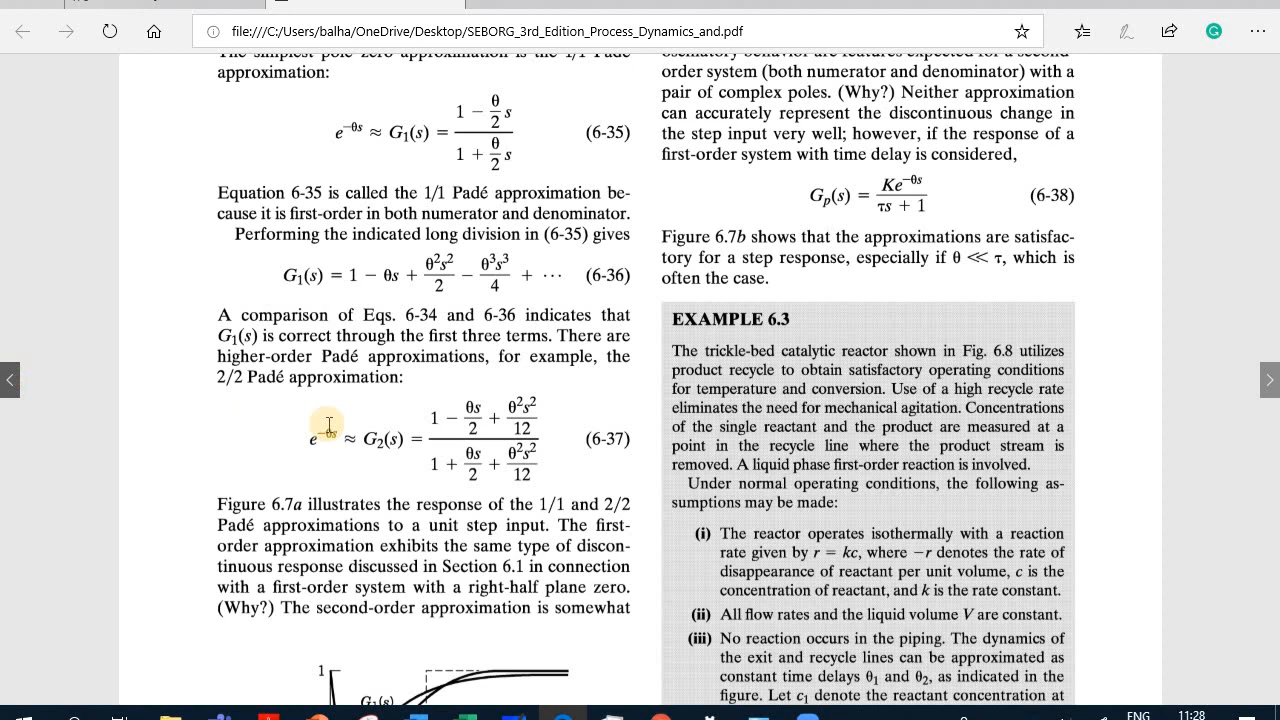 file:///C:/Users/balha/OneDrive/Desktop/SEBORG_3rd_Edition_Process_Dynamics_and.pdf
The simplest pole-zero approximation is the 1/1 Padé
approximation:
e^{-θs} ≈ G₁(s) = (1 − (θ/2)s) / (1 + (θ/2)s) (6-35)
Equation 6-35 is called the 1/1 Padé approximation be-
cause it is first-order in both numerator and denominator.
Performing the indicated long division in (6-35) gives
G₁(s) = 1 − θs + θ²s²/2 − θ³s³/4 + ··· (6-36)
A comparison of Eqs. 6-34 and 6-36 indicates that
G₁(s) is correct through the first three terms. There are
higher-order Padé approximations, for example, the
2/2 Padé approximation:
e^{-θs} ≈ G₂(s) = (1 − θs/2 + θ²s²/12) / (1 + θs/2 + θ²s²/12) (6-37)
Figure 6.7a illustrates the response of the 1/1 and 2/2
Padé approximations to a unit step input. The first-
order approximation exhibits the same type of discon-
tinuous response discussed in Section 6.1 in connection
with a first-order system with a right-half plane zero.
(Why?) The second-order approximation is somewhat
1
G₁(s)
oscillatory behavior are features expected for a second-
order system (both numerator and denominator) with a
pair of complex poles. (Why?) Neither approximation
can accurately represent the discontinuous change in
the step input very well; however, if the response of a
first-order system with time delay is considered,
Gₚ(s) = Ke^{-θs} / (τs + 1) (6-38)
Figure 6.7b shows that the approximations are satisfac-
tory for a step response, especially if θ << τ, which is
often the case.
EXAMPLE 6.3
The trickle-bed catalytic reactor shown in Fig. 6.8 utilizes
product recycle to obtain satisfactory operating conditions
for temperature and conversion. Use of a high recycle rate
eliminates the need for mechanical agitation. Concentrations
of the single reactant and the product are measured at a
point in the recycle line where the product stream is
removed. A liquid phase first-order reaction is involved.
Under normal operating conditions, the following as-
sumptions may be made:
(i) The reactor operates isothermally with a reaction
rate given by r = kc, where −r denotes the rate of
disappearance of reactant per unit volume, c is the
concentration of reactant, and k is the rate constant.
(ii) All flow rates and the liquid volume V are constant.
(iii) No reaction occurs in the piping. The dynamics of
the exit and recycle lines can be approximated as
constant time delays θ₁ and θ₂, as indicated in the
figure. Let c₁ denote the reactant concentration at
ENG 11:28